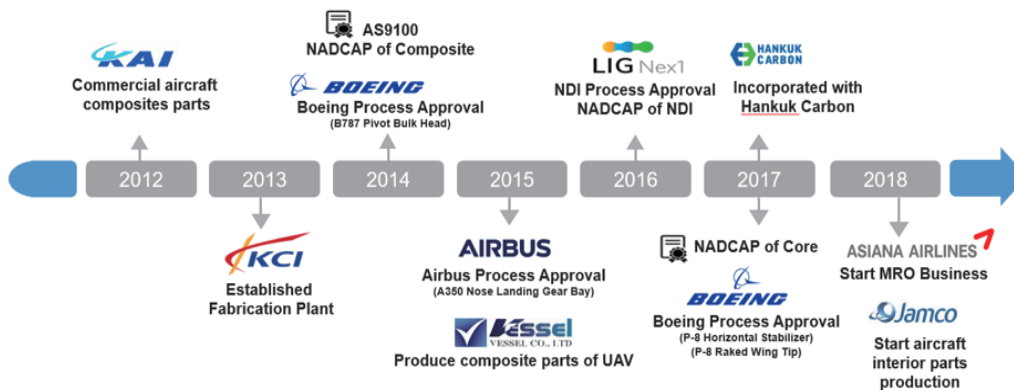 KAI
Commercial aircraft
composites parts
AS9100
NADCAP of Composite
BOEING
Boeing Process Approval
(B787 Pivot Bulk Head)
LIG Nex1
NDI Process Approval
NADCAP of NDI
HANKUK
CARBON
Incorporated with
Hankuk Carbon
2012
2013
2014
2015
2016
2017
2018
KCI
Established
Fabrication Plant
AIRBUS
Airbus Process Approval
(A350 Nose Landing Gear Bay)
Vessel
VESSEL CO., LTD
Produce composite parts of UAV
NADCAP of Core
BOEING
Boeing Process Approval
(P-8 Horizontal Stabilizer)
(P-8 Raked Wing Tip)
ASIANA AIRLINES
Start MRO Business
Jamco
Start aircraft
interior parts
production